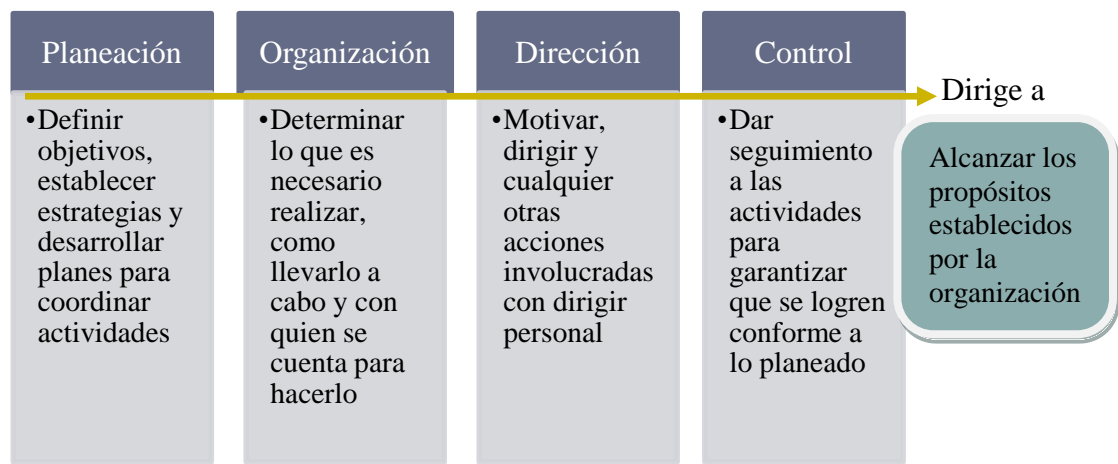 Planeación
•Definir
objetivos,
establecer
estrategias y
desarrollar
planes para
coordinar
actividades
Organización
•Determinar
lo que es
necesario
realizar,
como
llevarlo a
cabo y con
quien se
cuenta para
hacerlo
Dirección
•Motivar,
dirigir y
cualquier
otras
acciones
involucradas
con dirigir
personal
Control
•Dar
seguimiento
a las
actividades
para
garantizar
que se logren
conforme a
lo planeado
Dirige a
Alcanzar los
propósitos
establecidos
por la
organización